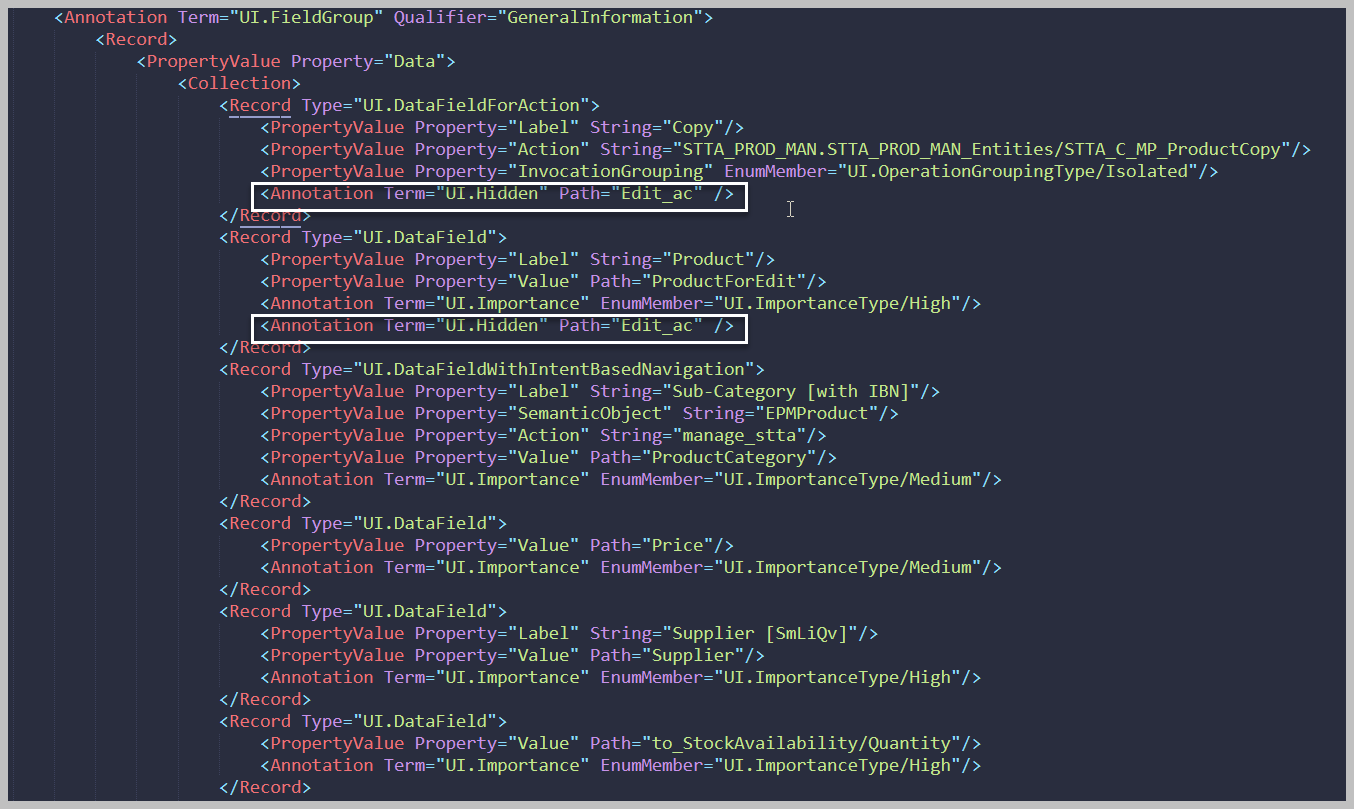 <Annotation Term="UI.FieldGroup" Qualifier="GeneralInformation">
<Record>
<PropertyValue Property="Data">
<Collection>
<Record Type="UI.DataFieldForAction">
<PropertyValue Property="Label" String="Copy"/>
<PropertyValue Property="Action" String="STTA_PROD_MAN.STTA_PROD_MAN_Entities/STTA_C_MP_ProductCopy"/>
<PropertyValue Property="InvocationGrouping" EnumMember="UI.OperationGroupingType/Isolated"/>
<Annotation Term="UI.Hidden" Path="Edit_ac" />
</Record>
<Record Type="UI.DataField">
<PropertyValue Property="Label" String="Product"/>
<PropertyValue Property="Value" Path="ProductForEdit"/>
<Annotation Term="UI.Importance" EnumMember="UI.ImportanceType/High"/>
<Annotation Term="UI.Hidden" Path="Edit_ac" />
</Record>
<Record Type="UI.DataFieldWithIntentBasedNavigation">
<PropertyValue Property="Label" String="Sub-Category [with IBN]"/>
<PropertyValue Property="SemanticObject" String="EPMProduct"/>
<PropertyValue Property="Action" String="manage_stta"/>
<PropertyValue Property="Value" Path="ProductCategory"/>
<Annotation Term="UI.Importance" EnumMember="UI.ImportanceType/Medium"/>
</Record>
<Record Type="UI.DataField">
<PropertyValue Property="Value" Path="Price"/>
<Annotation Term="UI.Importance" EnumMember="UI.ImportanceType/Medium"/>
</Record>
<Record Type="UI.DataField">
<PropertyValue Property="Label" String="Supplier [SmLiQv]"/>
<PropertyValue Property="Value" Path="Supplier"/>
<Annotation Term="UI.Importance" EnumMember="UI.ImportanceType/High"/>
</Record>
<Record Type="UI.DataField">
<PropertyValue Property="Value" Path="to_StockAvailability/Quantity"/>
<Annotation Term="UI.Importance" EnumMember="UI.ImportanceType/High"/>
</Record>